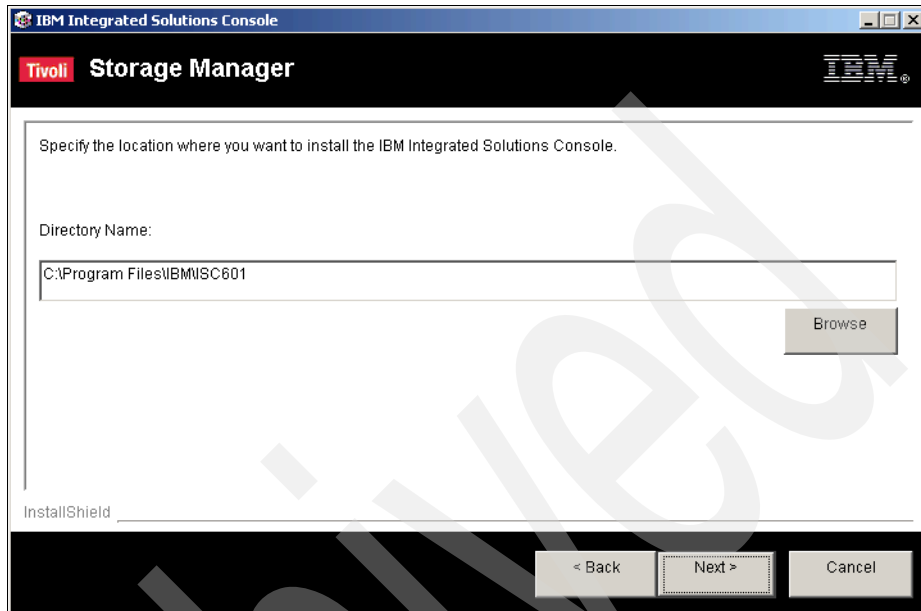 IBM Integrated Solutions Console
Tivoli Storage Manager
IBM®
Specify the location where you want to install the IBM Integrated Solutions Console.
Directory Name:
C:\Program Files\IBM\ISC601
Browse
InstallShield
< Back
Next >
Cancel
hived